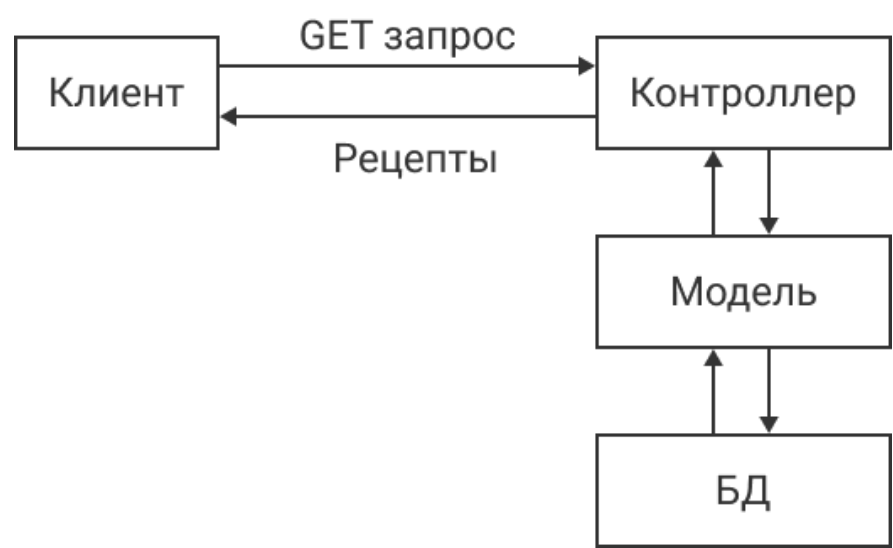 GET запрос
Клиент
Контроллер
Рецепты
Модель
БД